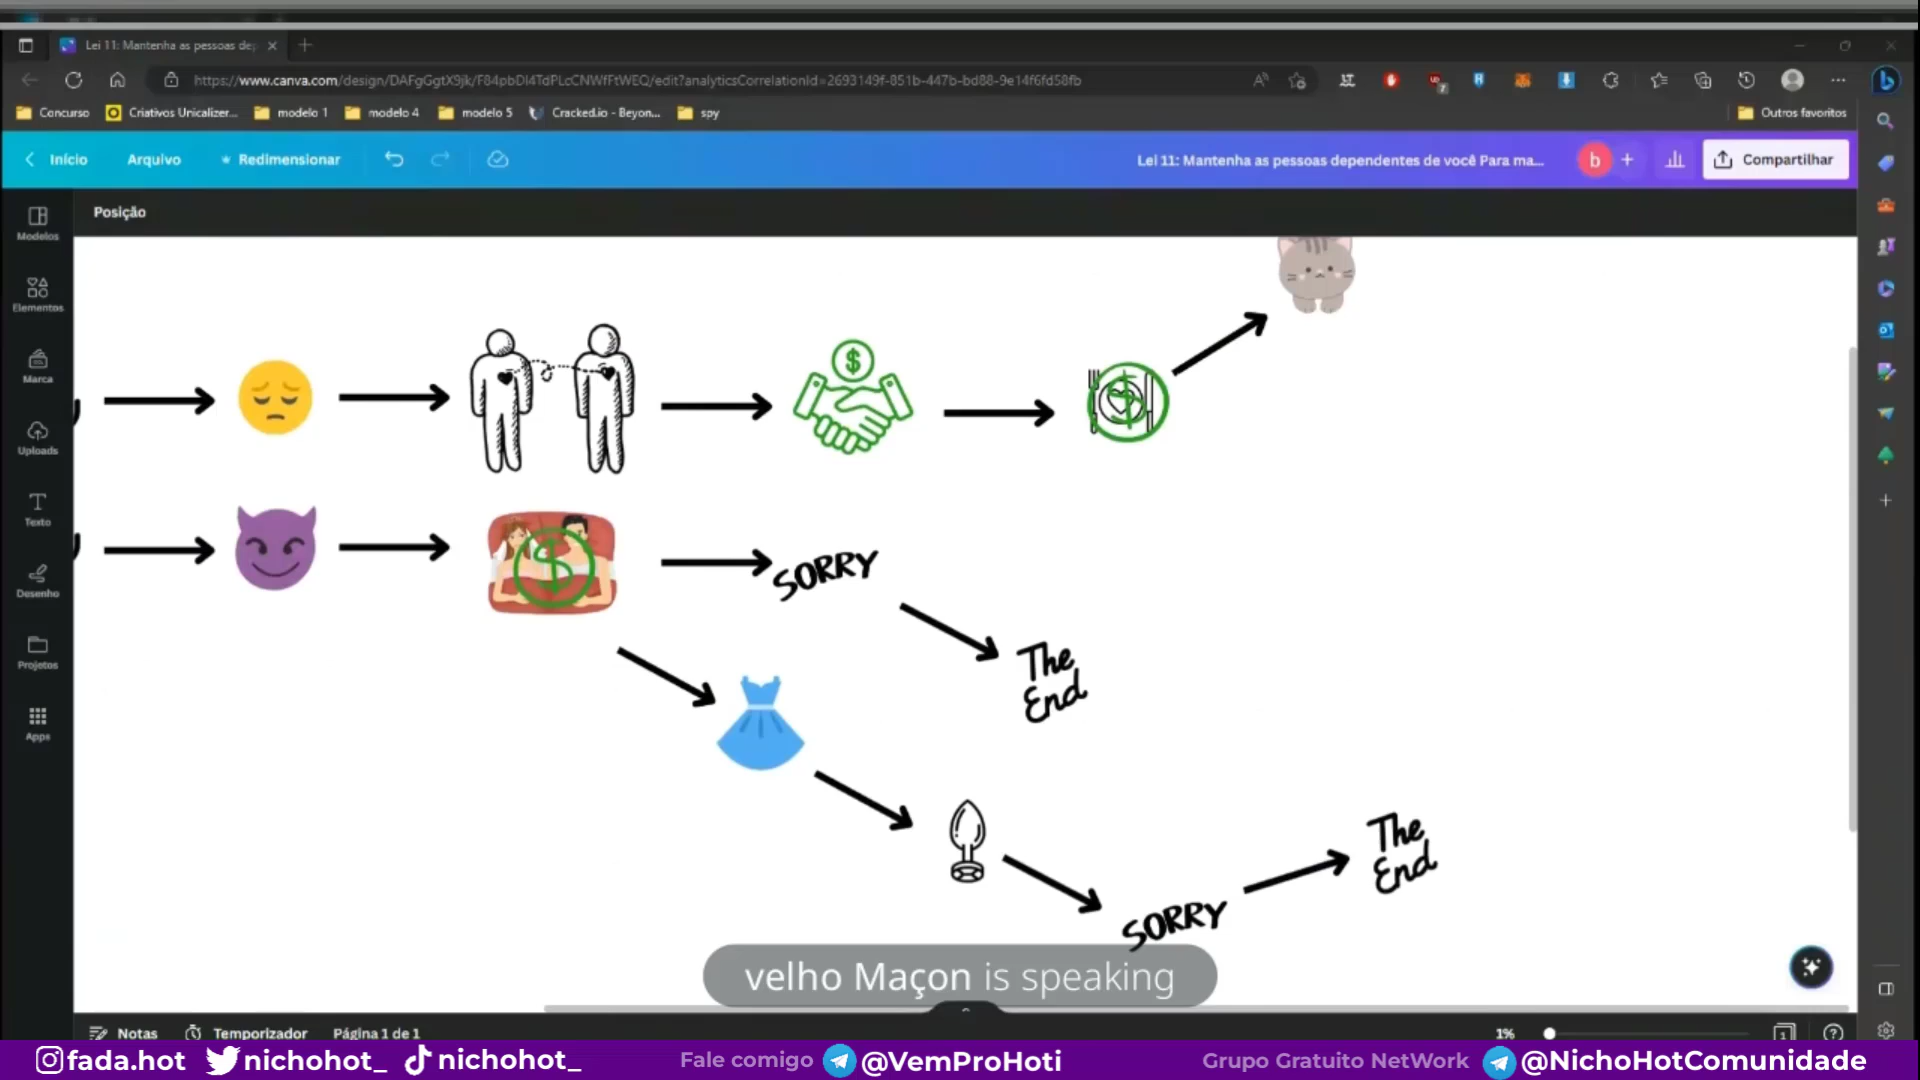 Lei 11: Mantenha as pessoas dep
https://www.canva.com/design/DAFgGgtX9jk/F84pbDI4TdPLcCNWfFtWEQ/edit?analyticsCorrelationId=2693149f-851b-447b-bd88-9e14f6fd58fb
Concurso
Criativos Unicalizer...
modelo 1
modelo 4
modelo 5
Cracked.io - Beyon...
spy
Outros favoritos
Início
Arquivo
Redimensionar
Lei 11: Mantenha as pessoas dependentes de você Para ma...
b
Compartilhar
Modelos
Elementos
Marca
Uploads
Texto
Desenho
Projetos
Apps
Posição
SORRY
The
End
The
End
SORRY
velho Maçon is speaking
Notas
Temporizador
Página 1 de 1
1%
1
fada.hot
nichohot_
nichohot_
Fale comigo
@VemProHoti
Grupo Gratuito NetWork
@NichoHotComunidade